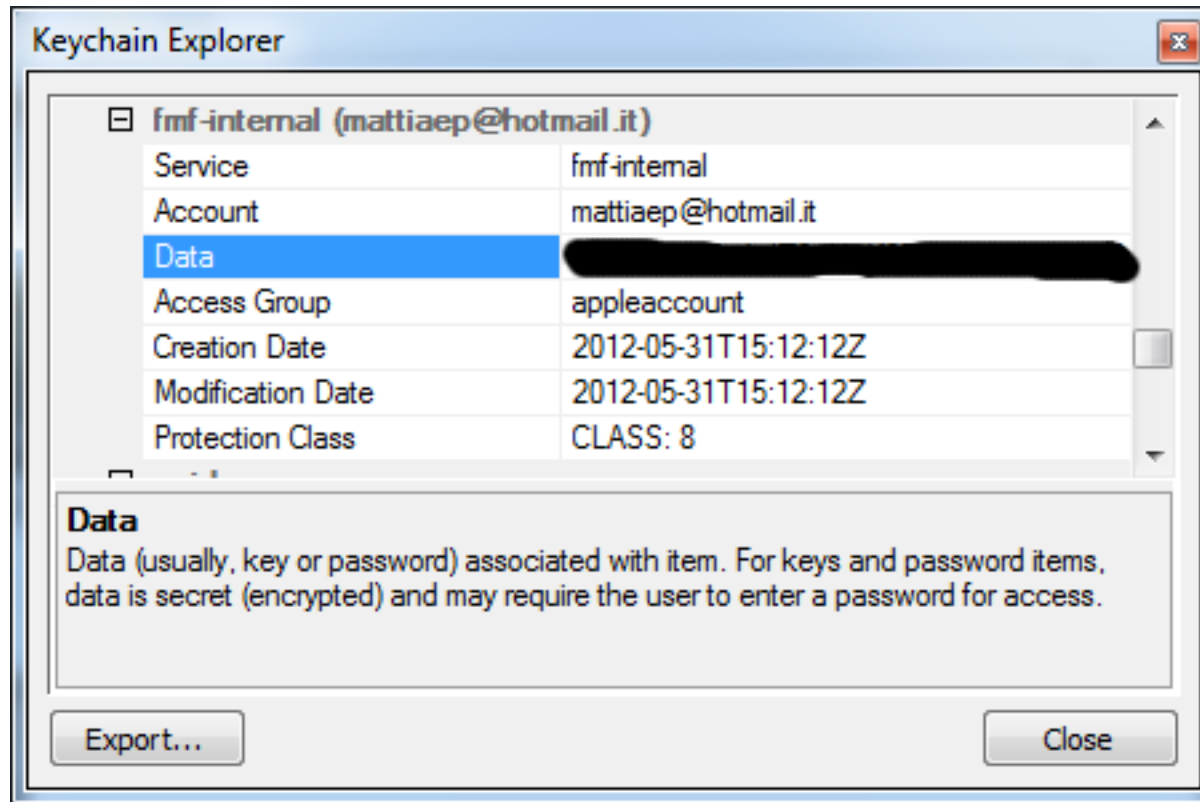 Keychain Explorer
fmf-internal (mattiaep@hotmail.it)
Service fmf-internal
Account mattiaep@hotmail.it
Data
Access Group appleaccount
Creation Date 2012-05-31T15:12:12Z
Modification Date 2012-05-31T15:12:12Z
Protection Class CLASS: 8
Data
Data (usually, key or password) associated with item. For keys and password items,
data is secret (encrypted) and may require the user to enter a password for access.
Export... Close